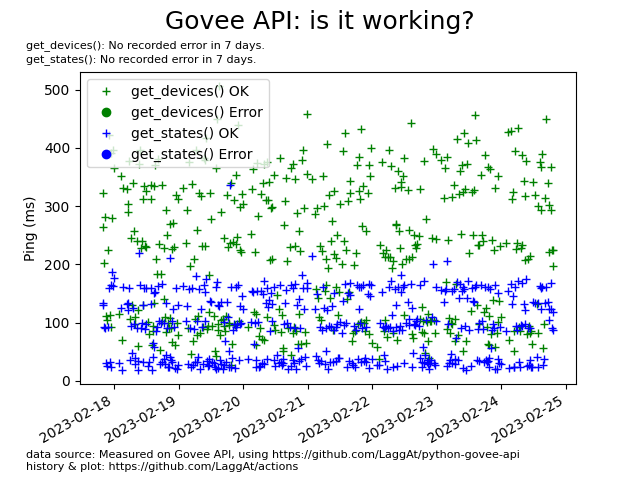 Govee API: is it working?
get_devices(): No recorded error in 7 days.
get_states(): No recorded error in 7 days.
get_devices() OK
get_devices() Error
get_states() OK
get_states() Error
500
400
300
200
100
0
Ping (ms)
2023-02-18
2023-02-19
2023-02-20
2023-02-21
2023-02-22
2023-02-23
2023-02-24
2023-02-25
data source: Measured on Govee API, using https://github.com/LaggAt/python-govee-api
history & plot: https://github.com/LaggAt/actions